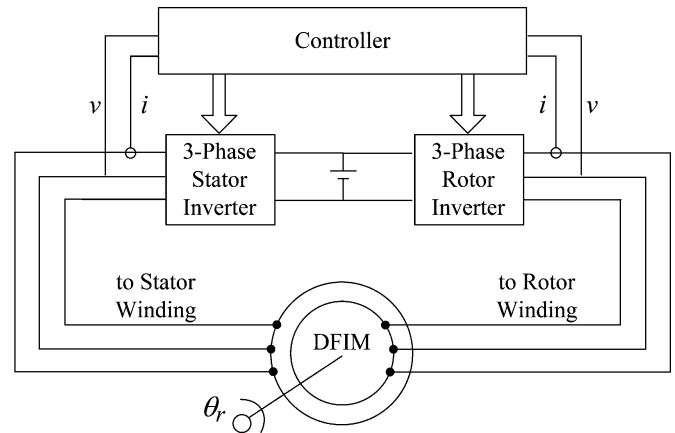 Controller
v
i
i
v
3-Phase
Stator
Inverter
3-Phase
Rotor
Inverter
to Stator
Winding
to Rotor
Winding
DFIM
θr